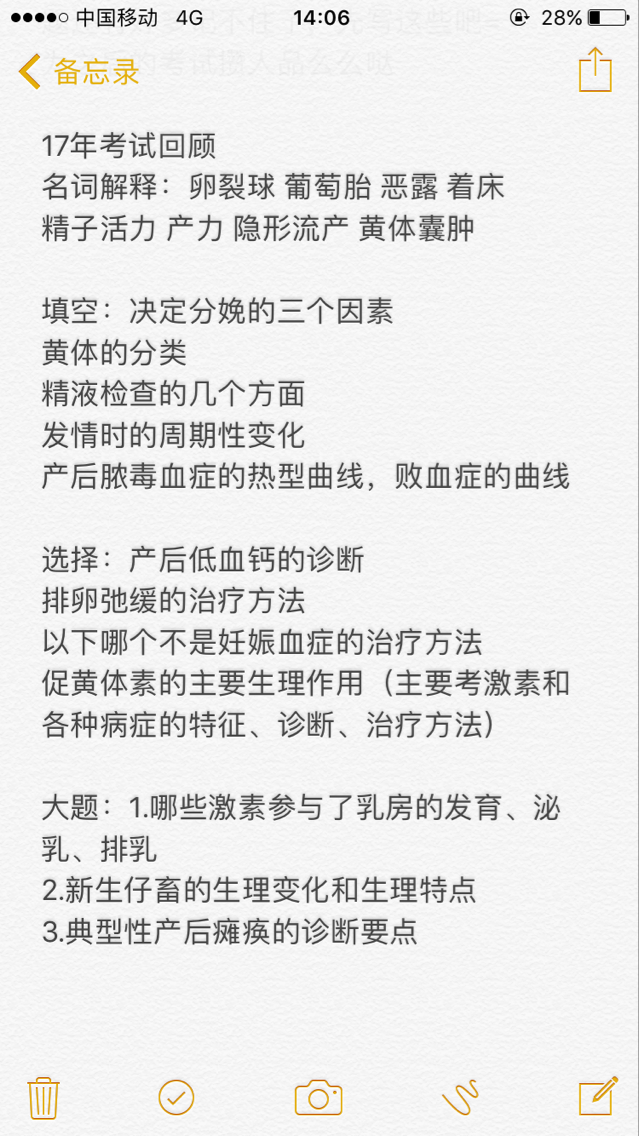 中国移动 4G 14:06 28%
备忘录
17年考试回顾
名词解释：卵裂球 葡萄胎 恶露 着床
精子活力 产力 隐形流产 黄体囊肿
填空：决定分娩的三个因素
黄体的分类
精液检查的几个方面
发情时的周期性变化
产后脓毒血症的热型曲线，败血症的曲线
选择：产后低血钙的诊断
排卵弛缓的治疗方法
以下哪个不是妊娠血症的治疗方法
促黄体素的主要生理作用（主要考激素和
各种病症的特征、诊断、治疗方法）
大题：1.哪些激素参与了乳房的发育、泌
乳、排乳
2.新生仔畜的生理变化和生理特点
3.典型性产后瘫痪的诊断要点